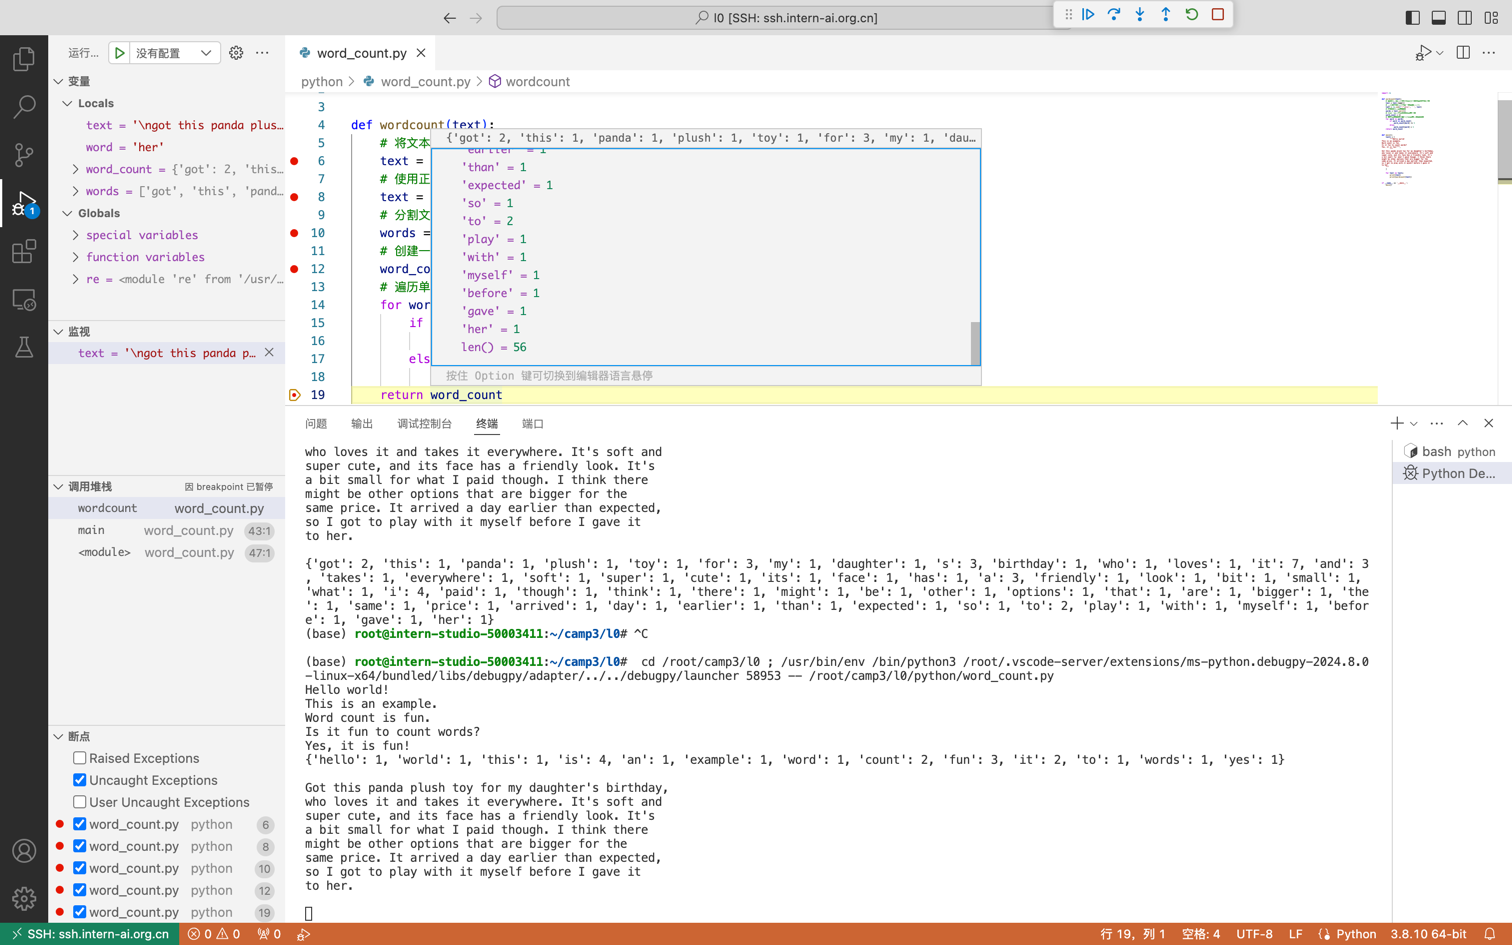 l0 [SSH: ssh.intern-ai.org.cn]
运行...
没有配置
word_count.py
python > word_count.py > wordcount
变量
Locals
text = '\ngot this panda plus…
word = 'her'
word_count = {'got': 2, 'this…
words = ['got', 'this', 'pand…
Globals
special variables
function variables
re = <module 're' from '/usr/…
监视
text = '\ngot this panda p…
调用堆栈
因 breakpoint 已暂停
wordcount word_count.py
main word_count.py 43:1
<module> word_count.py 47:1
断点
Raised Exceptions
Uncaught Exceptions
User Uncaught Exceptions
word_count.py python 6
word_count.py python 8
word_count.py python 10
word_count.py python 12
word_count.py python 19
1
3
4 def wordcount(text):
5 # 将文本
6 text =
7 # 使用正
8 text =
9 # 分割文
10 words =
11 # 创建一
12 word_co
13 # 遍历单
14 for wor
15 if
16
17 els
18
19 return word_count
{'got': 2, 'this': 1, 'panda': 1, 'plush': 1, 'toy': 1, 'for': 3, 'my': 1, 'dau…
'earlier' = 1
'than' = 1
'expected' = 1
'so' = 1
'to' = 2
'play' = 1
'with' = 1
'myself' = 1
'before' = 1
'gave' = 1
'her' = 1
len() = 56
按住 Option 键可切换到编辑器语言悬停
问题 输出 调试控制台 终端 端口
bash python
Python De…
who loves it and takes it everywhere. It's soft and
super cute, and its face has a friendly look. It's
a bit small for what I paid though. I think there
might be other options that are bigger for the
same price. It arrived a day earlier than expected,
so I got to play with it myself before I gave it
to her.
{'got': 2, 'this': 1, 'panda': 1, 'plush': 1, 'toy': 1, 'for': 3, 'my': 1, 'daughter': 1, 's': 3, 'birthday': 1, 'who': 1, 'loves': 1, 'it': 7, 'and': 3
, 'takes': 1, 'everywhere': 1, 'soft': 1, 'super': 1, 'cute': 1, 'its': 1, 'face': 1, 'has': 1, 'a': 3, 'friendly': 1, 'look': 1, 'bit': 1, 'small': 1,
'what': 1, 'i': 4, 'paid': 1, 'though': 1, 'think': 1, 'there': 1, 'might': 1, 'be': 1, 'other': 1, 'options': 1, 'that': 1, 'are': 1, 'bigger': 1, 'the
': 1, 'same': 1, 'price': 1, 'arrived': 1, 'day': 1, 'earlier': 1, 'than': 1, 'expected': 1, 'so': 1, 'to': 2, 'play': 1, 'with': 1, 'myself': 1, 'befor
e': 1, 'gave': 1, 'her': 1}
(base) root@intern-studio-50003411:~/camp3/l0# ^C
(base) root@intern-studio-50003411:~/camp3/l0#  cd /root/camp3/l0 ; /usr/bin/env /bin/python3 /root/.vscode-server/extensions/ms-python.debugpy-2024.8.0
-linux-x64/bundled/libs/debugpy/adapter/../../debugpy/launcher 58953 -- /root/camp3/l0/python/word_count.py
Hello world!
This is an example.
Word count is fun.
Is it fun to count words?
Yes, it is fun!
{'hello': 1, 'world': 1, 'this': 1, 'is': 4, 'an': 1, 'example': 1, 'word': 1, 'count': 2, 'fun': 3, 'it': 2, 'to': 1, 'words': 1, 'yes': 1}
Got this panda plush toy for my daughter's birthday,
who loves it and takes it everywhere. It's soft and
super cute, and its face has a friendly look. It's
a bit small for what I paid though. I think there
might be other options that are bigger for the
same price. It arrived a day earlier than expected,
so I got to play with it myself before I gave it
to her.
SSH: ssh.intern-ai.org.cn 0 0 0
行 19，列 1 空格: 4 UTF-8 LF Python 3.8.10 64-bit